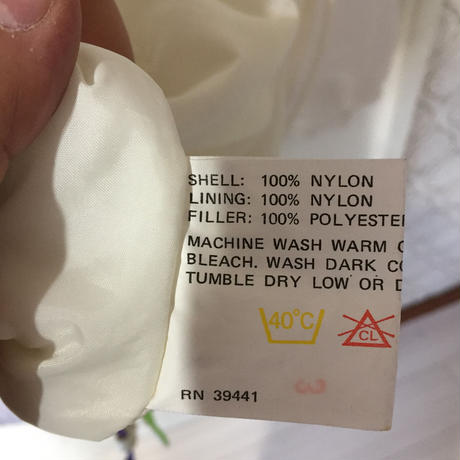 SHELL: 100% NYLON
LINING: 100% NYLON
FILLER: 100% POLYESTER
MACHINE WASH WARM
BLEACH. WASH DARK
TUMBLE DRY LOW OR
40°C
CL
RN 39441